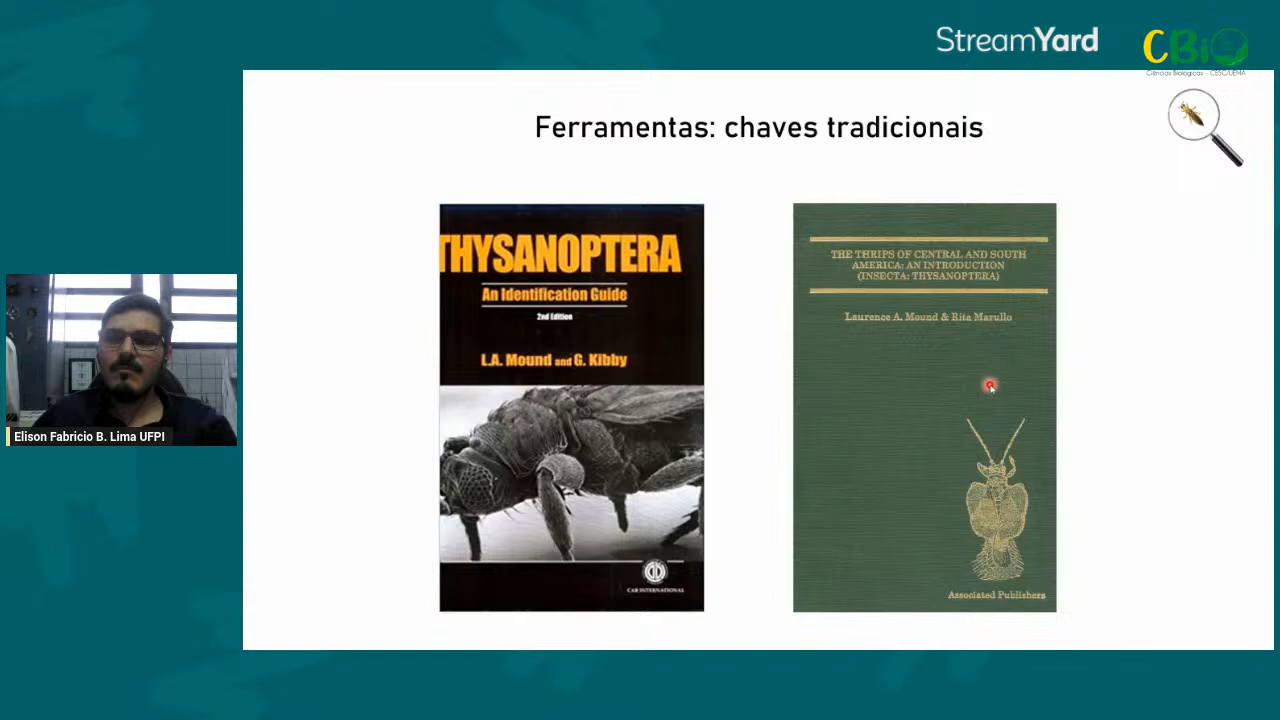 StreamYard
CBiO
Ciências Biológicas - CESC/UEMA
Ferramentas: chaves tradicionais
THYSANOPTERA
An Identification Guide
2nd Edition
L.A. Mound and G. Kibby
CAB INTERNATIONAL
THE THRIPS OF CENTRAL AND SOUTH
AMERICA: AN INTRODUCTION
(INSECTA: THYSANOPTERA)
Laurence A. Mound & Rita Marullo
Associated Publishers
Elison Fabricio B. Lima UFPI